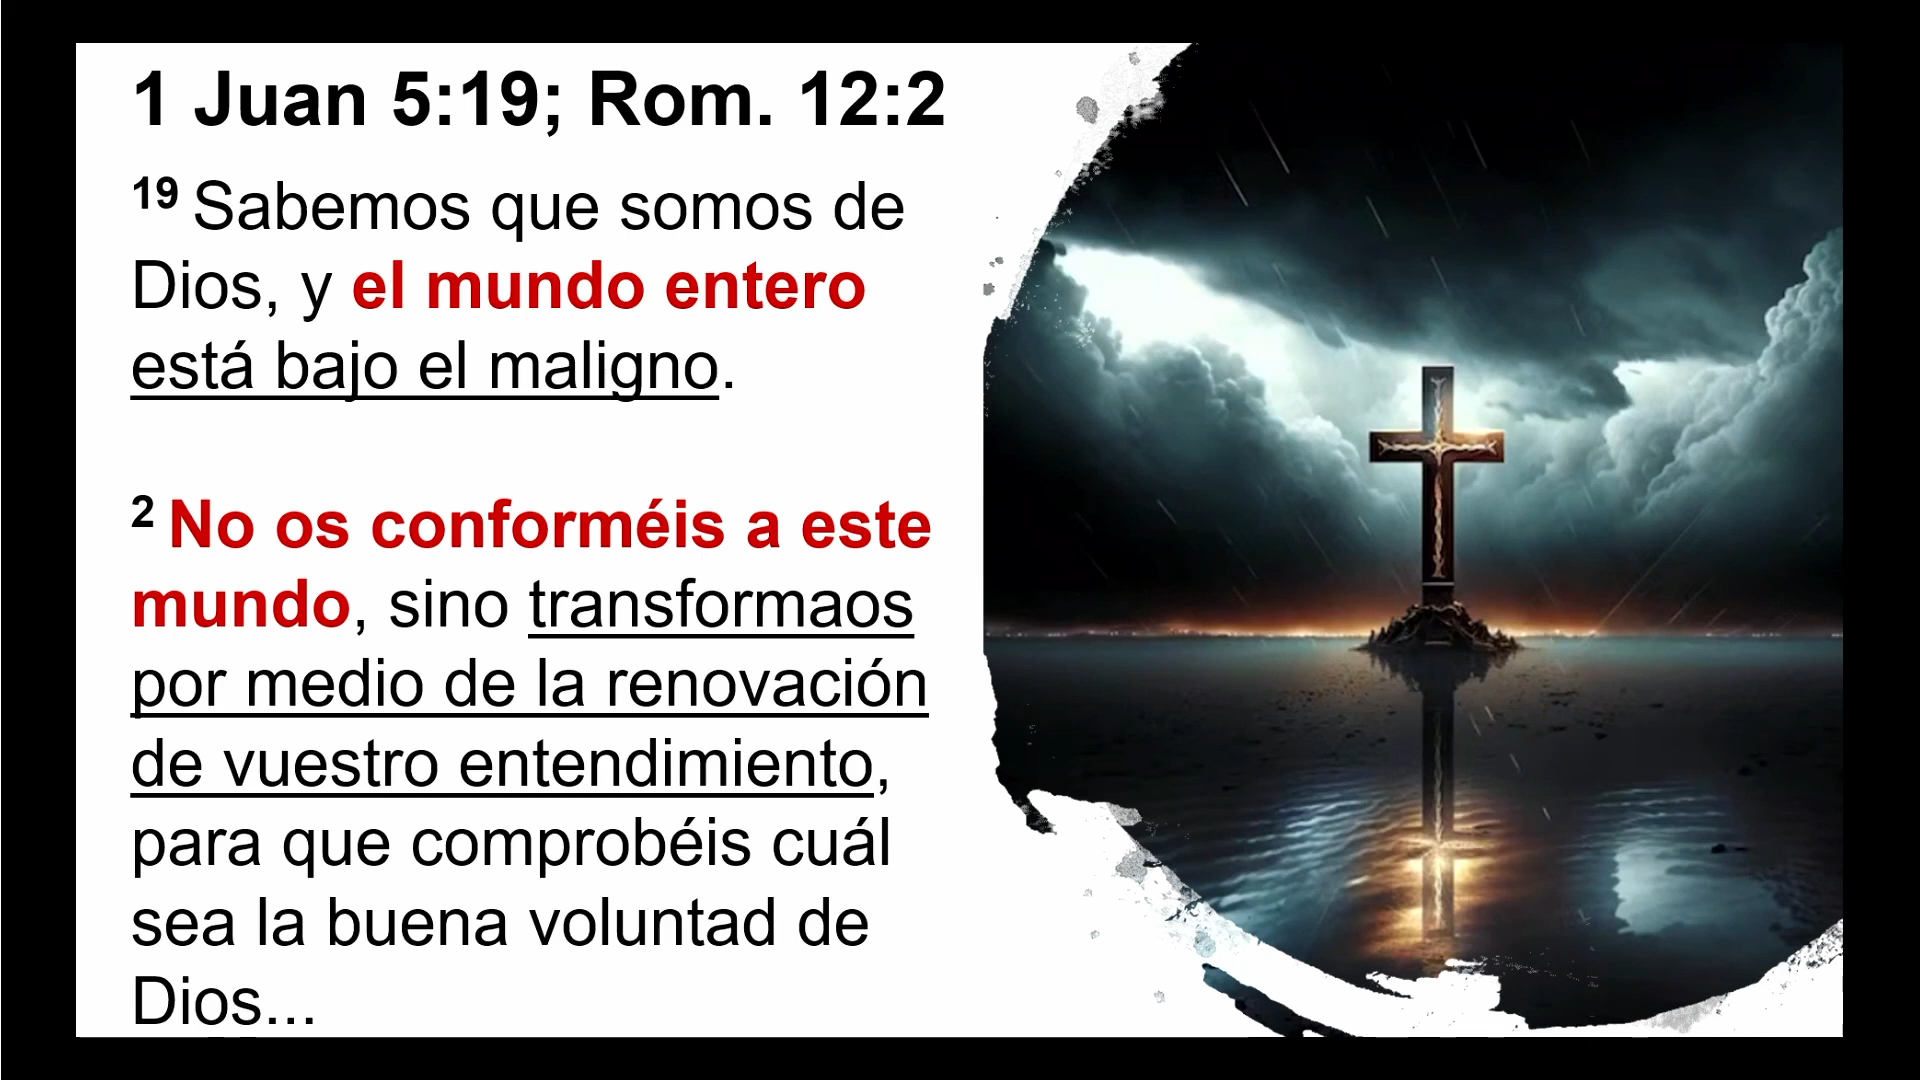 1 Juan 5:19; Rom. 12:2
19 Sabemos que somos de
Dios, y el mundo entero
está bajo el maligno.
2 No os conforméis a este
mundo, sino transformaos
por medio de la renovación
de vuestro entendimiento,
para que comprobéis cuál
sea la buena voluntad de
Dios...